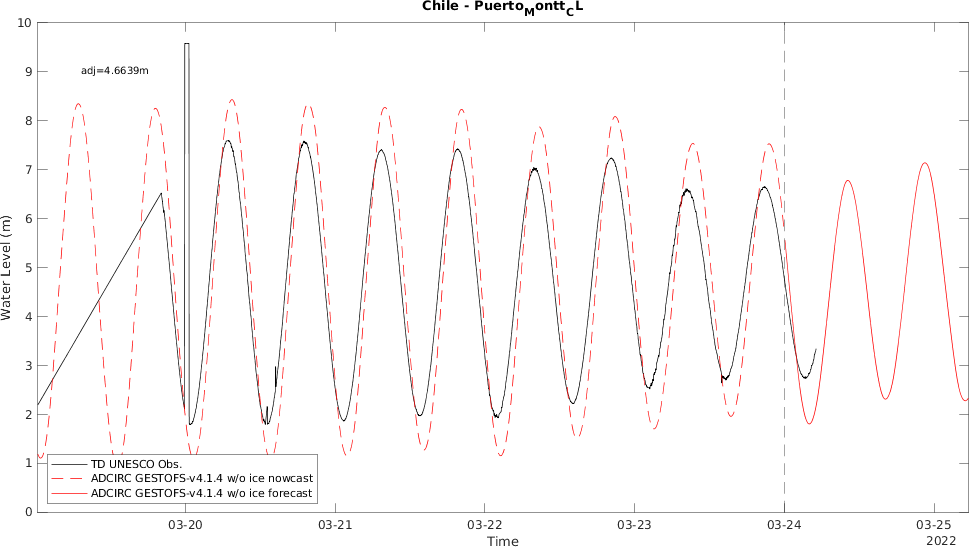 Chile - Puerto_Montt_CL
10
9
8
7
6
5
4
3
2
1
0
Water Level (m)
adj=4.6639m
TD UNESCO Obs.
ADCIRC GESTOFS-v4.1.4 w/o ice nowcast
ADCIRC GESTOFS-v4.1.4 w/o ice forecast
03-20 03-21 03-22 03-23 03-24 03-25
Time
2022